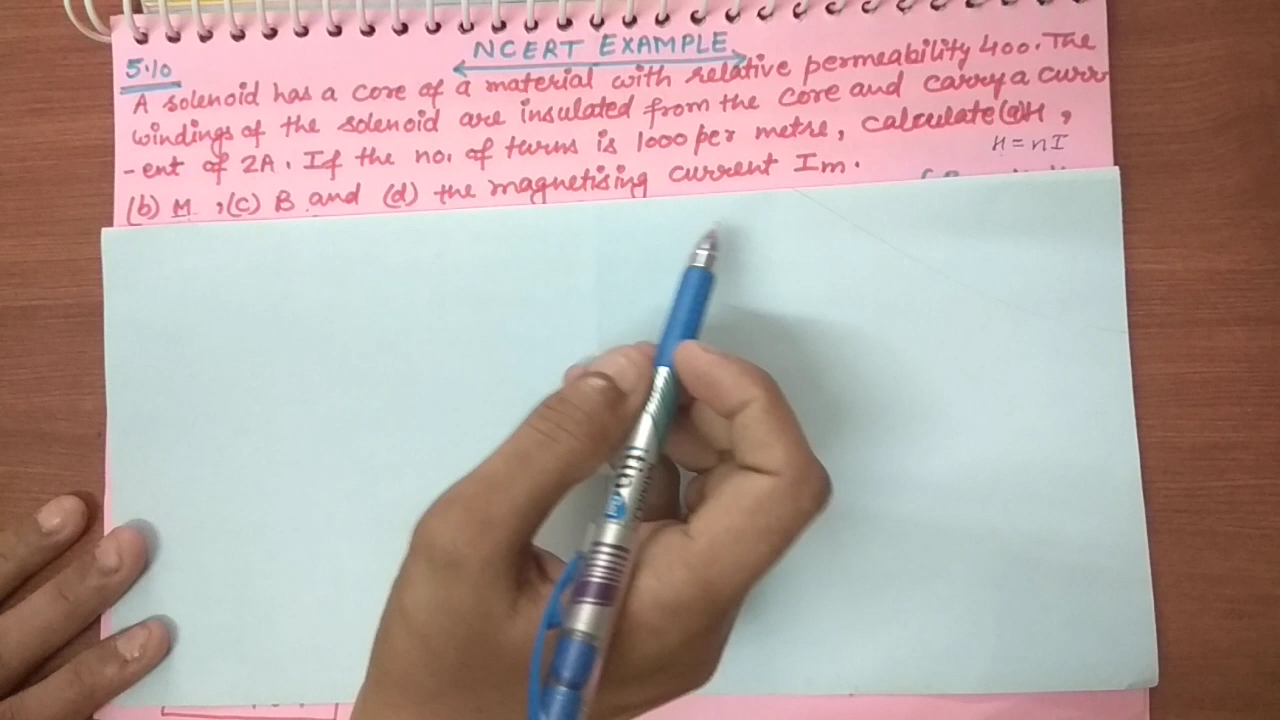 NCERT EXAMPLE
5.10
A solenoid has a core of a material with relative permeability 400. The
windings of the solenoid are insulated from the core and carry a curr
-ent of 2A. If the no. of turns is 1000 per metre, calculate (a)H,
H = nI
(b) M, (c) B and (d) the magnetising current Im.